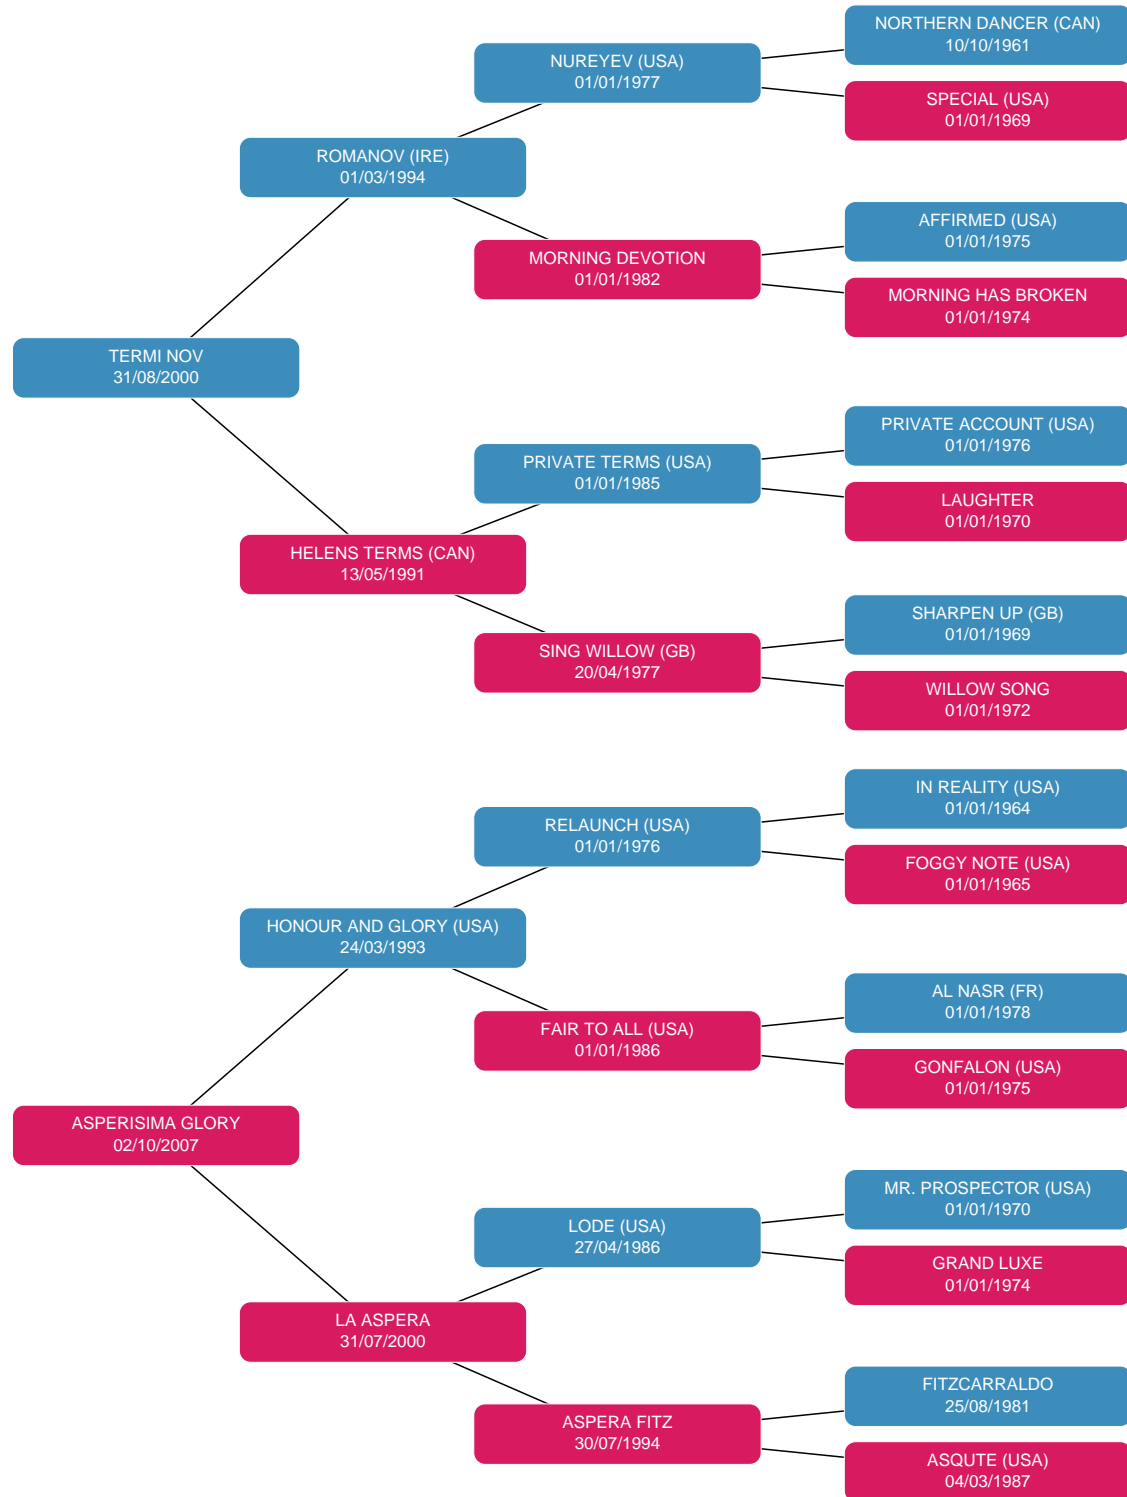 NORTHERN DANCER (CAN)
10/10/1961
NUREYEV (USA)
01/01/1977
SPECIAL (USA)
01/01/1969
ROMANOV (IRE)
01/03/1994
AFFIRMED (USA)
01/01/1975
MORNING DEVOTION
01/01/1982
MORNING HAS BROKEN
01/01/1974
TERMI NOV
31/08/2000
PRIVATE ACCOUNT (USA)
01/01/1976
PRIVATE TERMS (USA)
01/01/1985
LAUGHTER
01/01/1970
HELENS TERMS (CAN)
13/05/1991
SHARPEN UP (GB)
01/01/1969
SING WILLOW (GB)
20/04/1977
WILLOW SONG
01/01/1972
IN REALITY (USA)
01/01/1964
RELAUNCH (USA)
01/01/1976
FOGGY NOTE (USA)
01/01/1965
HONOUR AND GLORY (USA)
24/03/1993
AL NASR (FR)
01/01/1978
FAIR TO ALL (USA)
01/01/1986
GONFALON (USA)
01/01/1975
ASPERISIMA GLORY
02/10/2007
MR. PROSPECTOR (USA)
01/01/1970
LODE (USA)
27/04/1986
GRAND LUXE
01/01/1974
LA ASPERA
31/07/2000
FITZCARRALDO
25/08/1981
ASPERA FITZ
30/07/1994
ASQUTE (USA)
04/03/1987